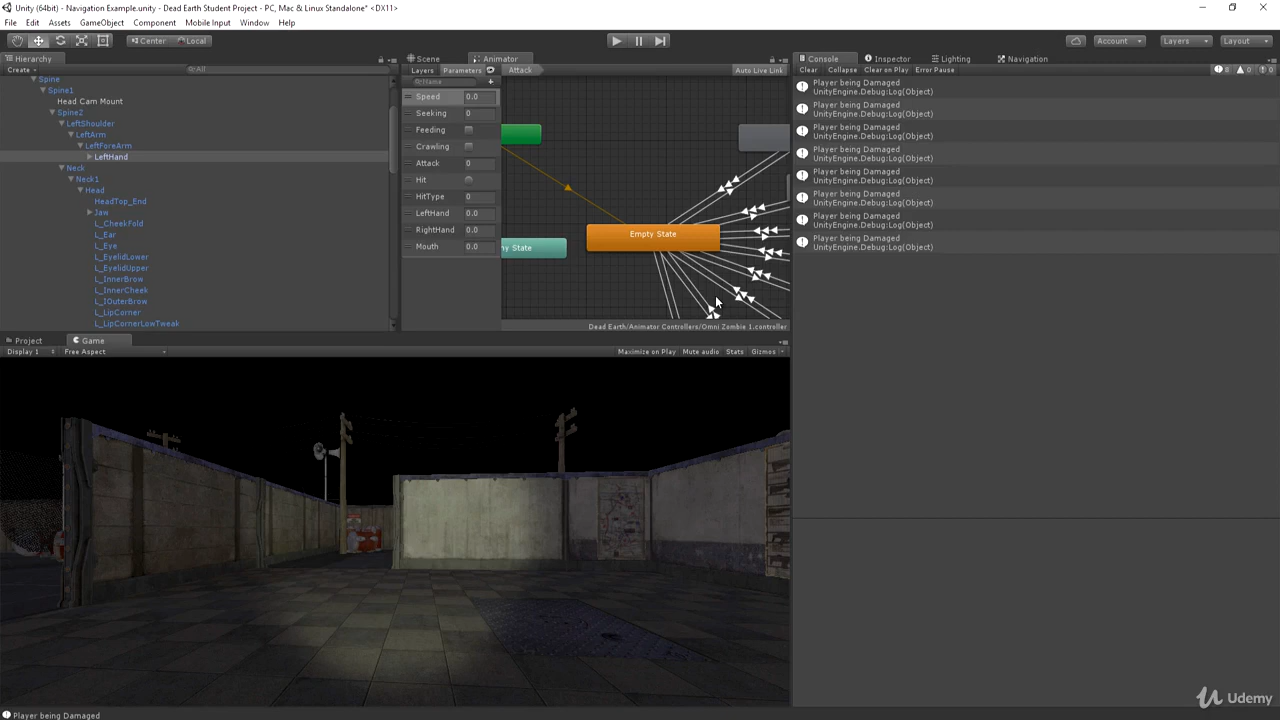 Unity (64bit) - Navigation Example.unity - Dead Earth Student Project - PC, Mac & Linux Standalone* <DX11>
File Edit Assets GameObject Component Mobile Input Window Help
Center Local Account Layers Layout
Hierarchy Scene Animator Console Inspector Lighting Navigation
Create All
Layers Parameters Attack Auto Live Link
Clear Collapse Clear on Play Error Pause 8 0 0
Spine
Spine1
Head Cam Mount
Spine2
LeftShoulder
LeftArm
LeftForeArm
LeftHand
Neck
Neck1
Head
HeadTop_End
Jaw
L_CheekFold
L_Ear
L_Eye
L_EyelidLower
L_EyelidUpper
L_InnerBrow
L_InnerCheek
L_IOuterBrow
L_LipCorner
L_LipCornerLowTweak
Name
Speed 0.0
Seeking 0
Feeding
Crawling
Attack 0
Hit
HitType 0
LeftHand 0.0
RightHand 0.0
Mouth 0.0
Empty State
ny State
Dead Earth/Animator Controllers/Omni Zombie 1.controller
Player being Damaged
UnityEngine.Debug:Log(Object)
Player being Damaged
UnityEngine.Debug:Log(Object)
Player being Damaged
UnityEngine.Debug:Log(Object)
Player being Damaged
UnityEngine.Debug:Log(Object)
Player being Damaged
UnityEngine.Debug:Log(Object)
Player being Damaged
UnityEngine.Debug:Log(Object)
Player being Damaged
UnityEngine.Debug:Log(Object)
Player being Damaged
UnityEngine.Debug:Log(Object)
Project Game
Display 1 Free Aspect Maximize on Play Mute audio Stats Gizmos
Udemy
Player being Damaged